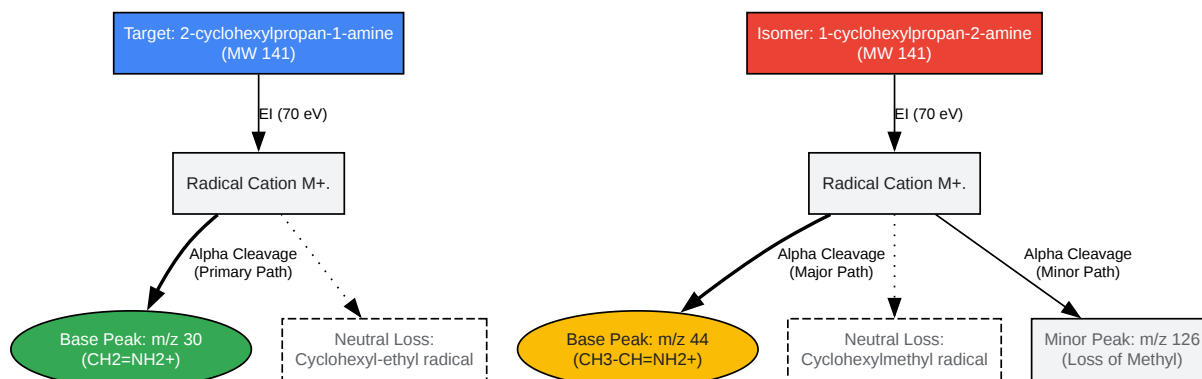 Target: 2-cyclohexylpropan-1-amine
(MW 141)
Isomer: 1-cyclohexylpropan-2-amine
(MW 141)
EI (70 eV)
EI (70 eV)
Radical Cation M+.
Radical Cation M+.
Alpha Cleavage
(Primary Path)
Alpha Cleavage
(Major Path)
Alpha Cleavage
(Minor Path)
Base Peak: m/z 30
(CH2=NH2+)
Neutral Loss:
Cyclohexyl-ethyl radical
Base Peak: m/z 44
(CH3-CH=NH2+)
Neutral Loss:
Cyclohexylmethyl radical
Minor Peak: m/z 126
(Loss of Methyl)